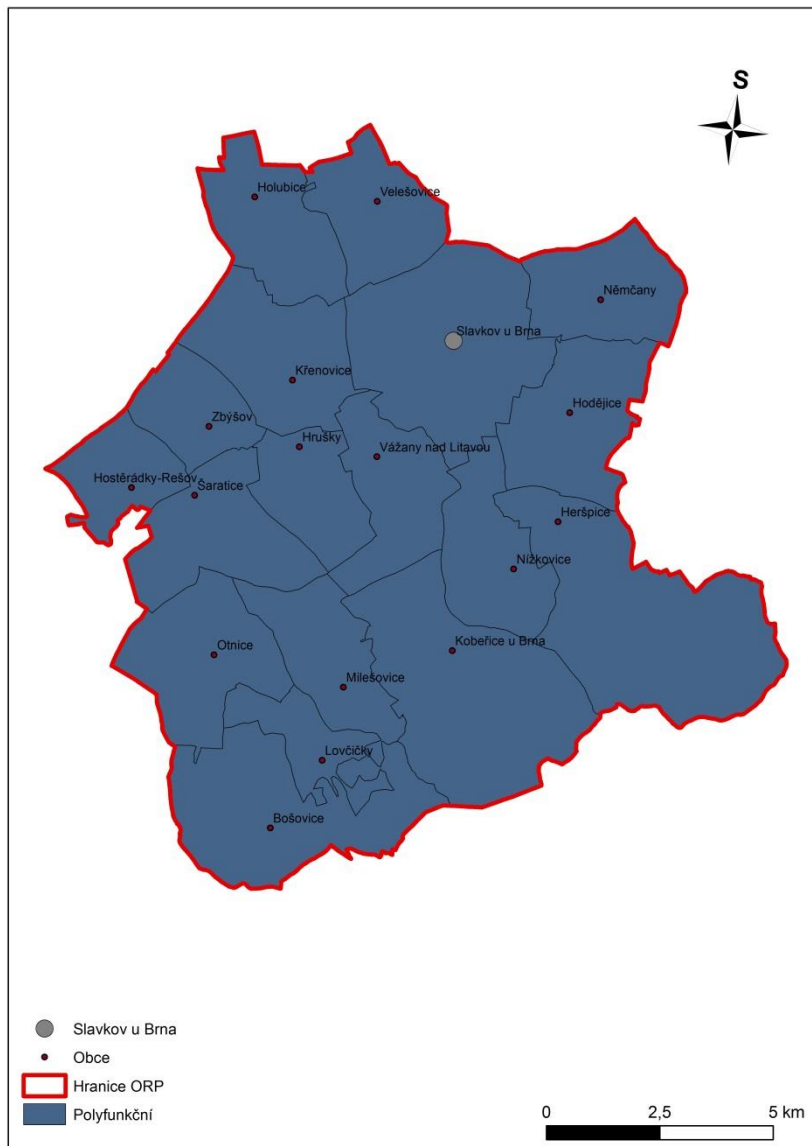 S
Holubice
Velešovice
Němčany
Slavkov u Brna
Křenovice
Hodějice
Zbýšov
Hrušky
Vážany nad Litavou
Hostěrádky-Rešov
Šaratice
Heršpice
Nížkovice
Kobeřice u Brna
Otnice
Milešovice
Lovčičky
Bošovice
Slavkov u Brna
Obce
Hranice ORP
Polyfunkční
0 2,5 5 km